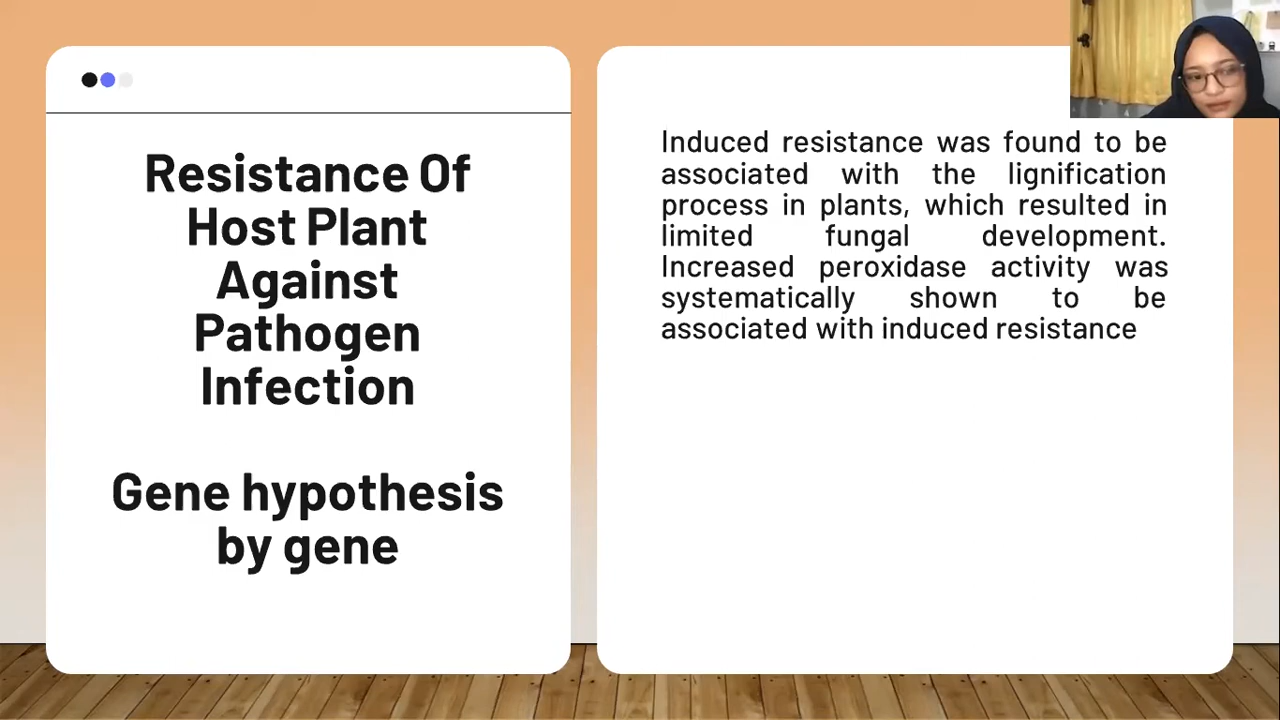 Resistance Of
Host Plant
Against
Pathogen
Infection
Gene hypothesis
by gene
Induced resistance was found to be
associated with the lignification
process in plants, which resulted in
limited fungal development.
Increased peroxidase activity was
systematically shown to be
associated with induced resistance